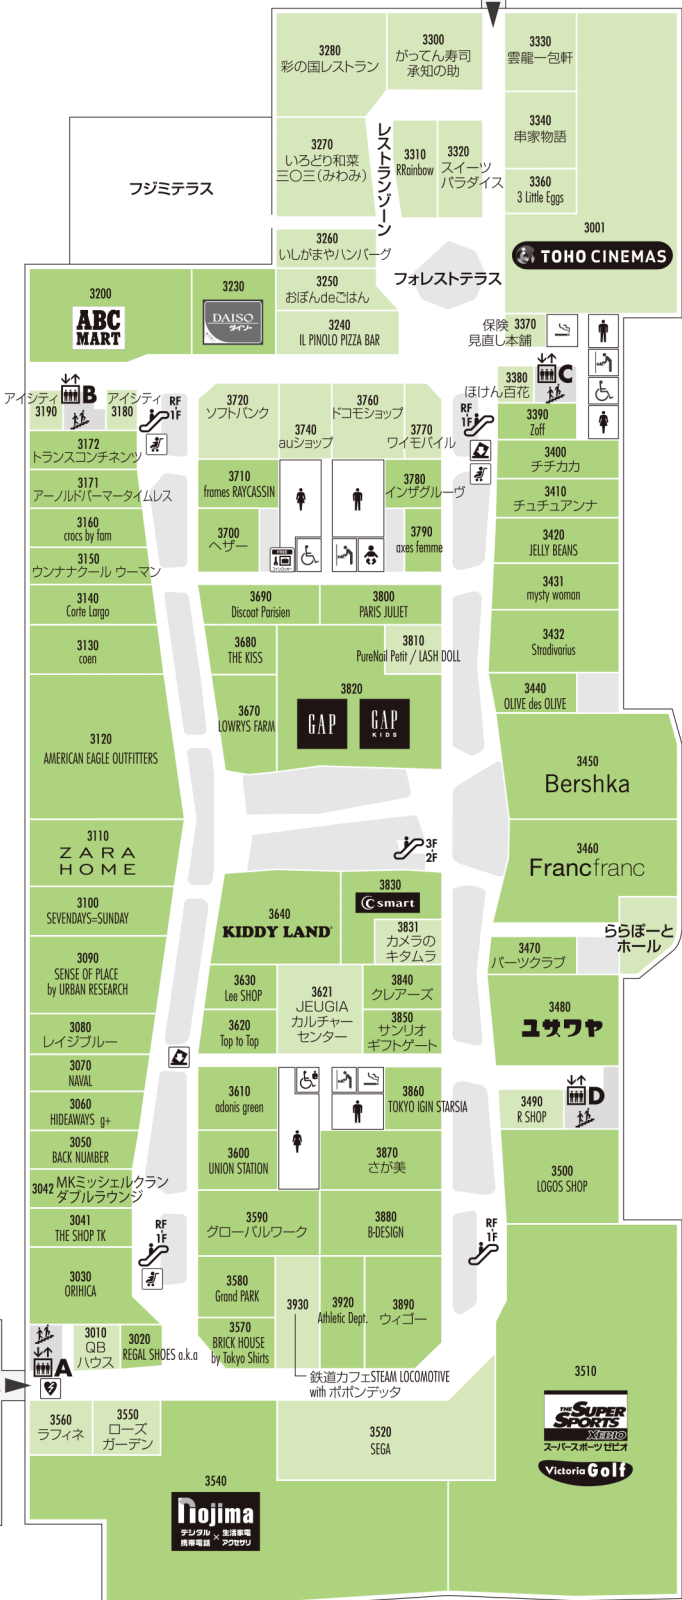 3280
彩の国レストラン
3300
がってん寿司
承知の助
3330
雲龍一包軒
3340
串家物語
3270
いろどり和菜
三〇三(みわみ)
レストランゾーン
3310
RRainbow
3320
スイーツ
パラダイス
3360
3 Little Eggs
フジミテラス
3001
TOHO CINEMAS
3260
いしがまやハンバーグ
3250
おぼんdeごはん
フォレストテラス
3240
IL PINOLO PIZZA BAR
3200
ABC
MART
3230
DAISO
ダイソー
保険
見直し本舗
3370
アイシティ
3190
B
アイシティ
3180
RF
1F
3720
ソフトバンク
3740
auショップ
3760
ドコモショップ
3770
ワイモバイル
RF
1F
3380
ほけん百花
C
3390
Zoff
3172
トランスコンチネンツ
3171
アーノルドパーマータイムレス
3160
crocs by fam
3150
ウンナナクール ウーマン
3140
Corte Largo
3130
coen
3120
AMERICAN EAGLE OUTFITTERS
3110
ZARA
HOME
3100
SEVENDAYS=SUNDAY
3090
SENSE OF PLACE
by URBAN RESEARCH
3080
レイジブルー
3070
NAVAL
3060
HIDEAWAYS g+
3050
BACK NUMBER
3042
MKミッシェルクラン
ダブルラウンジ
3041
THE SHOP TK
3030
ORIHICA
3710
frames RAYCASSIN
3700
ヘザー
3780
インザグルーヴ
3790
axes femme
3690
Discoat Parisien
3800
PARIS JULIET
3680
THE KISS
3810
PureNail Petit / LASH DOLL
3670
LOWRYS FARM
3820
GAP
GAP
KIDS
3F
2F
3640
KIDDY LAND
3830
C smart
3831
カメラの
キタムラ
3630
Lee SHOP
3620
Top to Top
3621
JEUGIA
カルチャー
センター
3840
クレアーズ
3850
サンリオ
ギフトゲート
3610
adonis green
3600
UNION STATION
3860
TOKYO IGIN STARSIA
3870
さが美
3590
グローバルワーク
3880
B-DESIGN
3580
Grand PARK
3570
BRICK HOUSE
by Tokyo Shirts
3930
鉄道カフェSTEAM LOCOMOTIVE
with ポポンデッタ
3920
Athletic Dept.
3890
ウィゴー
3400
チチカカ
3410
チュチュアンナ
3420
JELLY BEANS
3431
mysty woman
3432
Stradivarius
3440
OLIVE des OLIVE
3450
Bershka
3460
Francfranc
ららぽーと
ホール
3470
パーツクラブ
3480
ユザワヤ
3490
R SHOP
D
3500
LOGOS SHOP
RF
1F
RF
1F
A
3010
QB
ハウス
3020
REGAL SHOES a.k.a
3560
ラフィネ
3550
ローズ
ガーデン
3520
SEGA
3510
THE SUPER
SPORTS
XEBIO
スーパースポーツゼビオ
Victoria Golf
3540
nojima
デジタル × 生活家電
携帯電話 アクセサリ